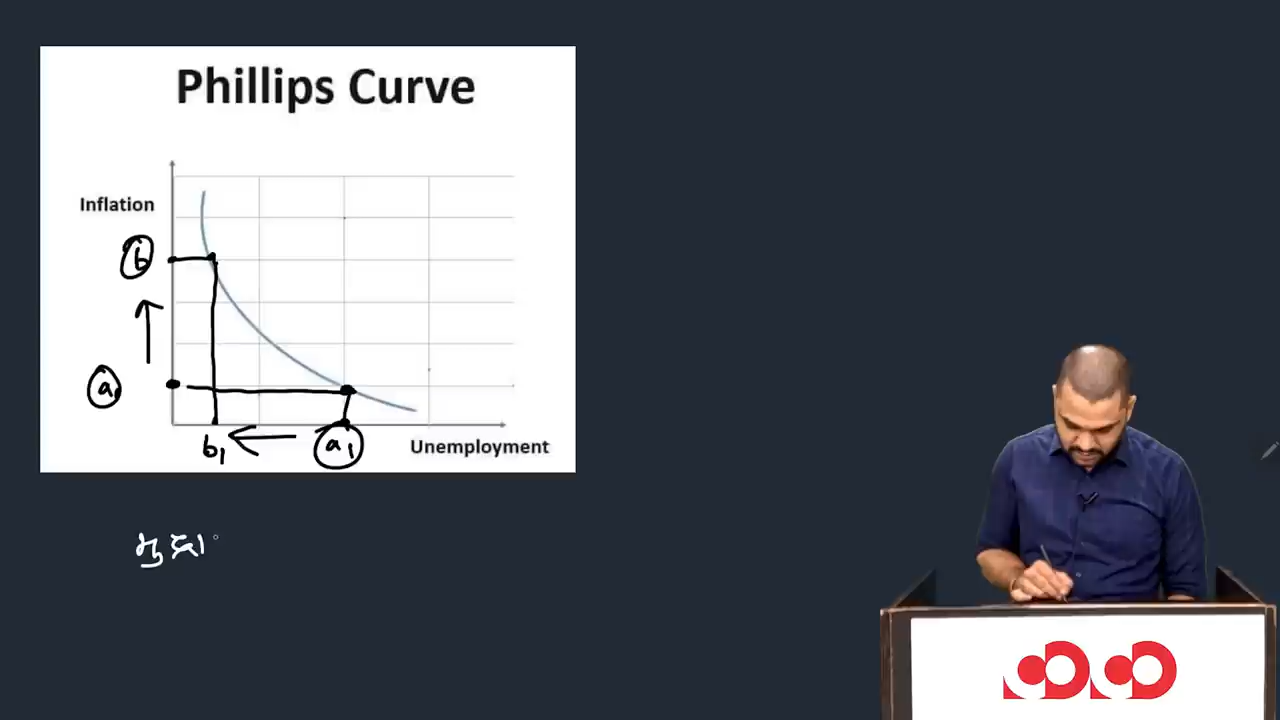 Phillips Curve
Inflation
b
a
b₁ a₁
Unemployment
मुद्रा